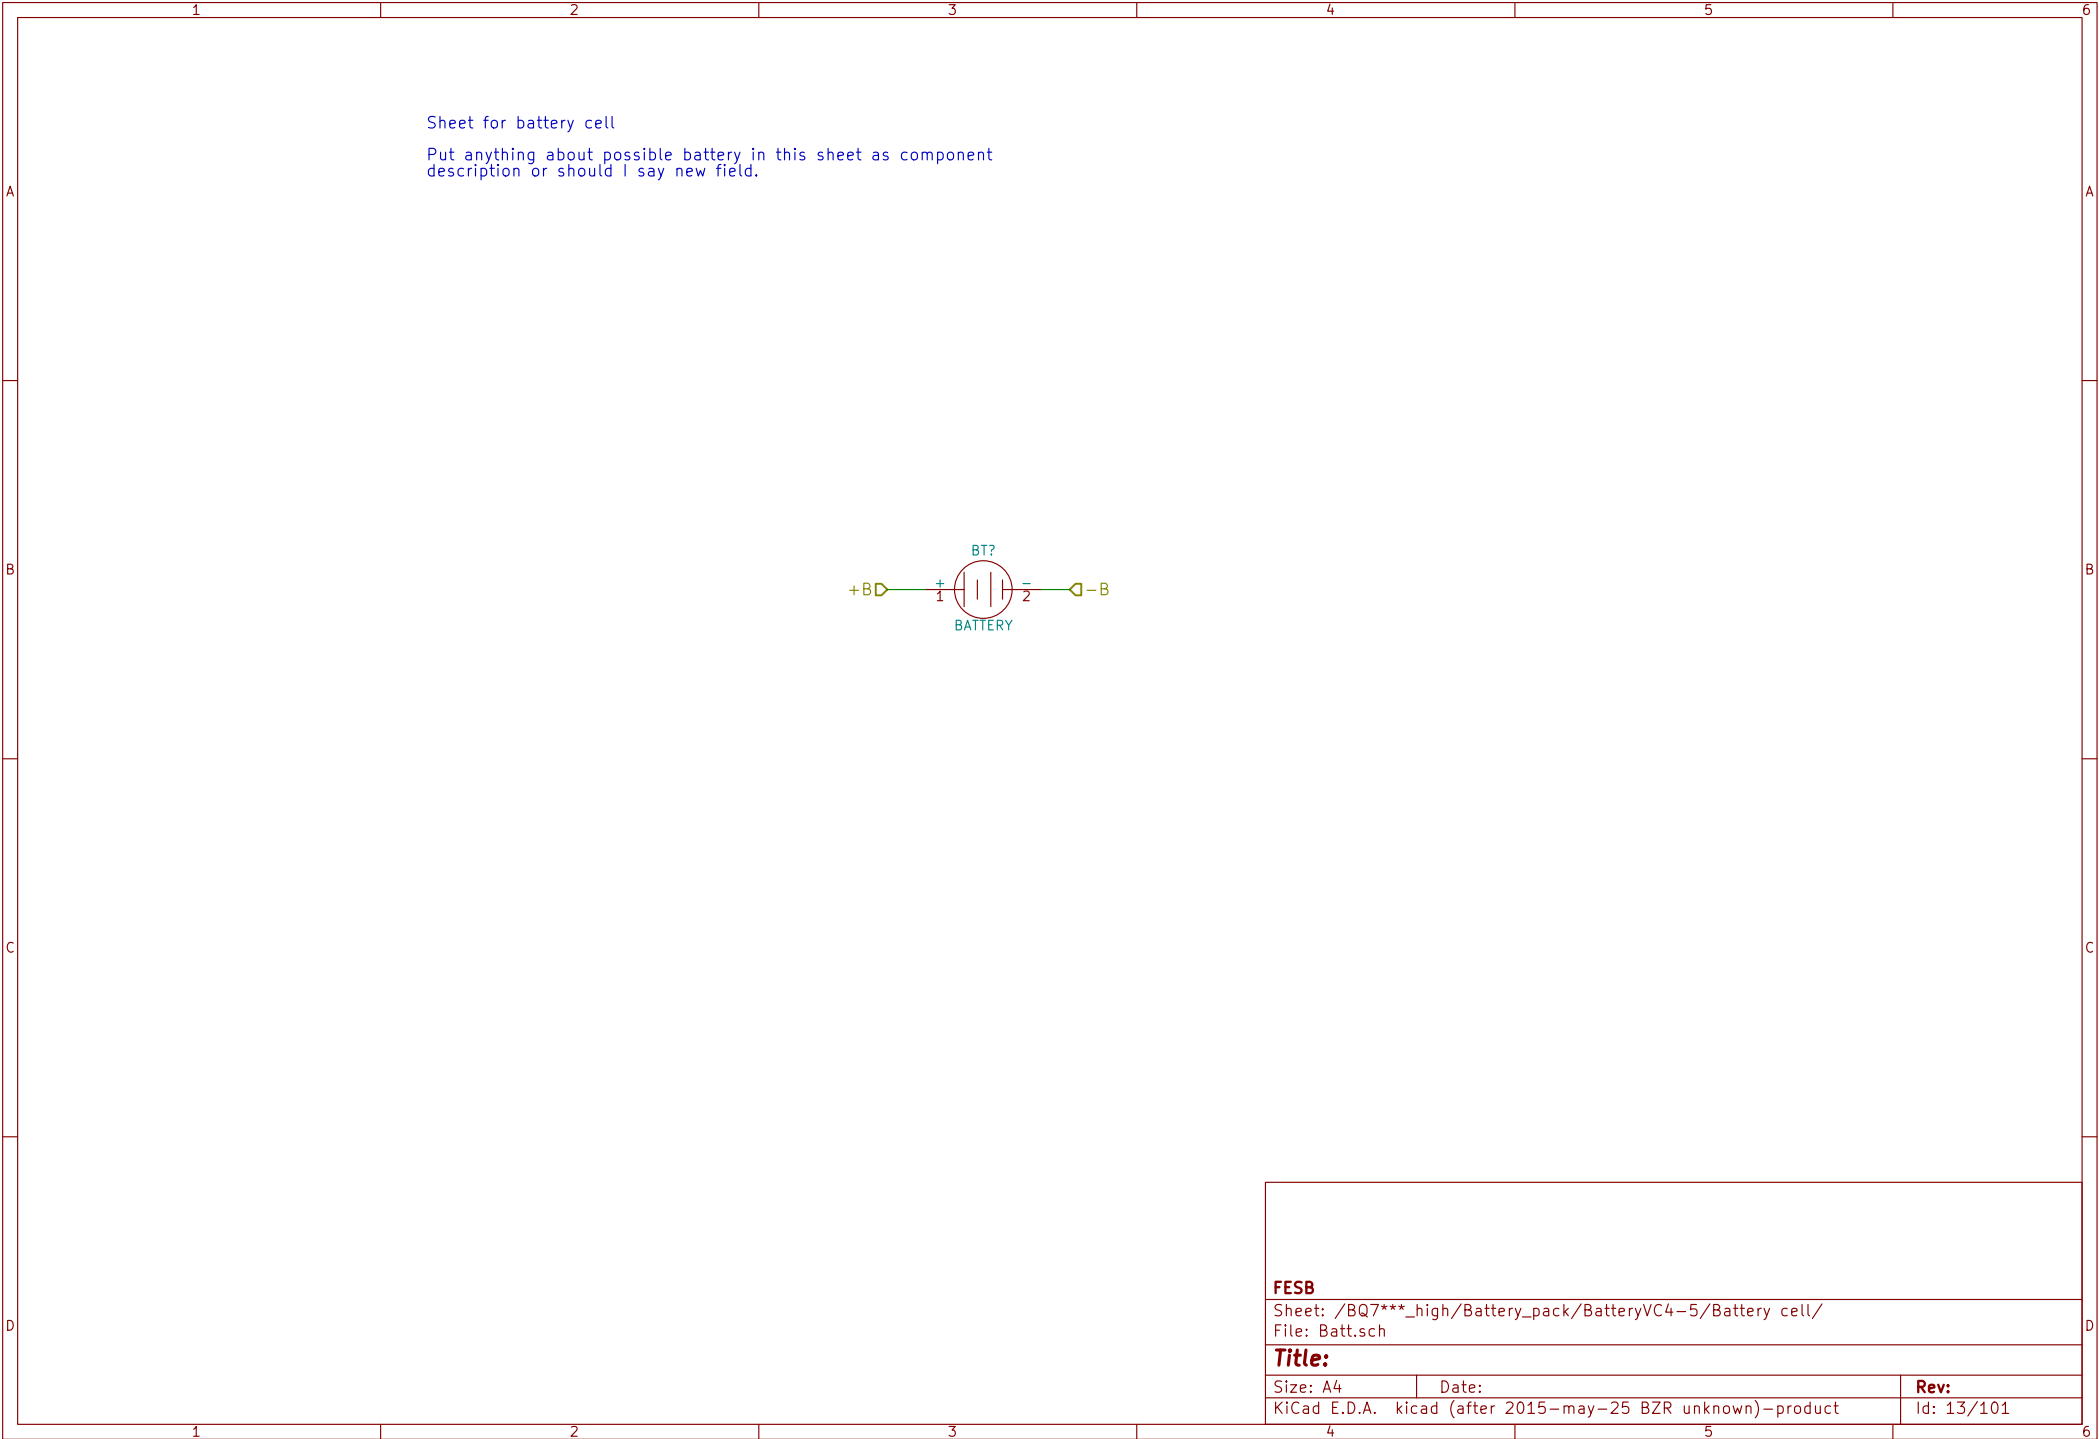 1 2 3 4 5 6
Sheet for battery cell
Put anything about possible battery in this sheet as component
description or should I say new field.
A A
BT?
B B
+B + - -B
1 2
BATTERY
C C
FESB
Sheet: /BQ7***_high/Battery_pack/BatteryVC4-5/Battery cell/
D D
File: Batt.sch
Title:
Size: A4 Date: Rev:
KiCad E.D.A. kicad (after 2015-may-25 BZR unknown)-product Id: 13/101
1 2 3 4 5 6